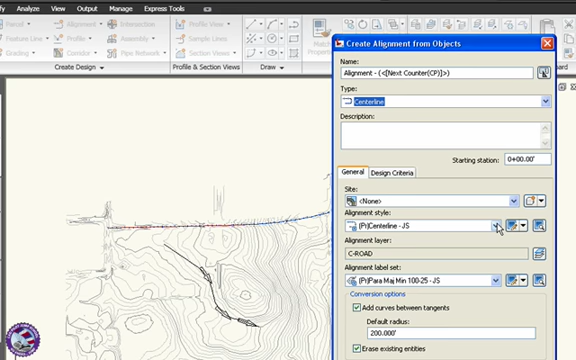 Analyze View Manage Output Express Tools
Alignment
Intersection
Profile View
Feature Line
Profile
Assembly
Sample Lines
Grading
Corridor
Pipe Network
Section Views
Match
Create Design
Profile & Section Views
Draw
Create Alignment from Objects
Name:
Alignment - (<[Next Counter(CP)]>)
Type:
Centerline
Description:
Starting station: 0+00.00'
General
Design Criteria
Site:
<None>
Alignment style:
(Pr)Centerline - JS
Alignment layer:
C-ROAD
Alignment label set:
(Pr)Para Maj Min 100-25 - JS
Conversion options
Add curves between tangents
Default radius:
200.000'
Erase existing entities